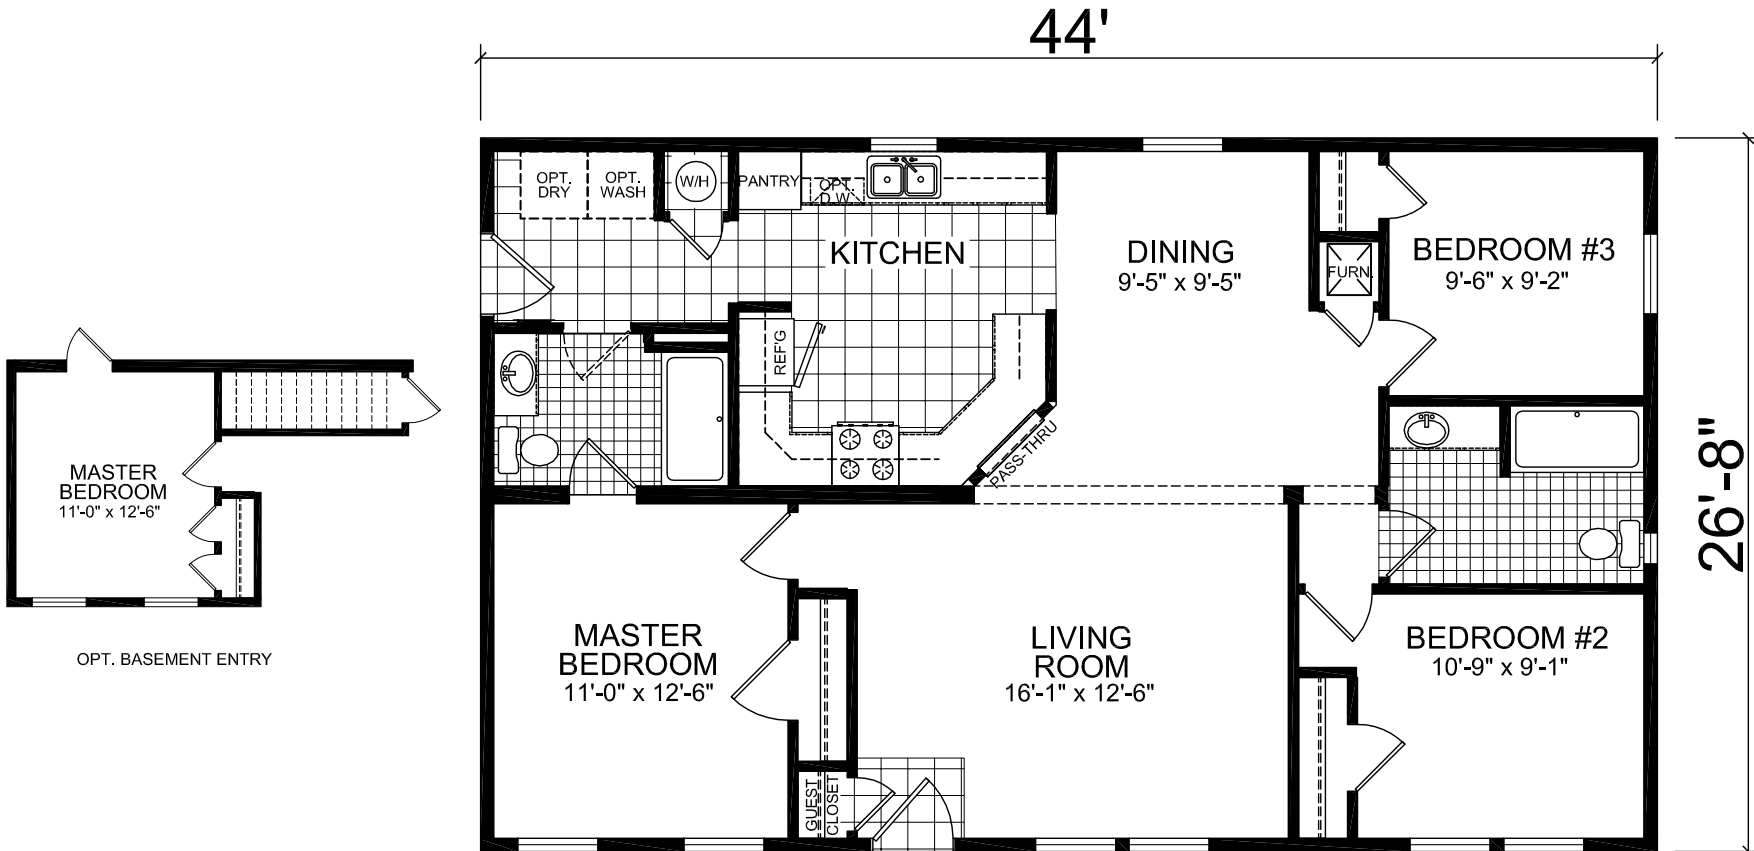 44'
26'-8"
OPT.
DRY
OPT.
WASH
W/H
PANTRY
OPT.
D.W.
KITCHEN
DINING
9'-5" x 9'-5"
BEDROOM #3
9'-6" x 9'-2"
FURN.
REF'G
PASS-THRU
MASTER
BEDROOM
11'-0" x 12'-6"
OPT. BASEMENT ENTRY
MASTER
BEDROOM
11'-0" x 12'-6"
LIVING
ROOM
16'-1" x 12'-6"
BEDROOM #2
10'-9" x 9'-1"
GUEST
CLOSET